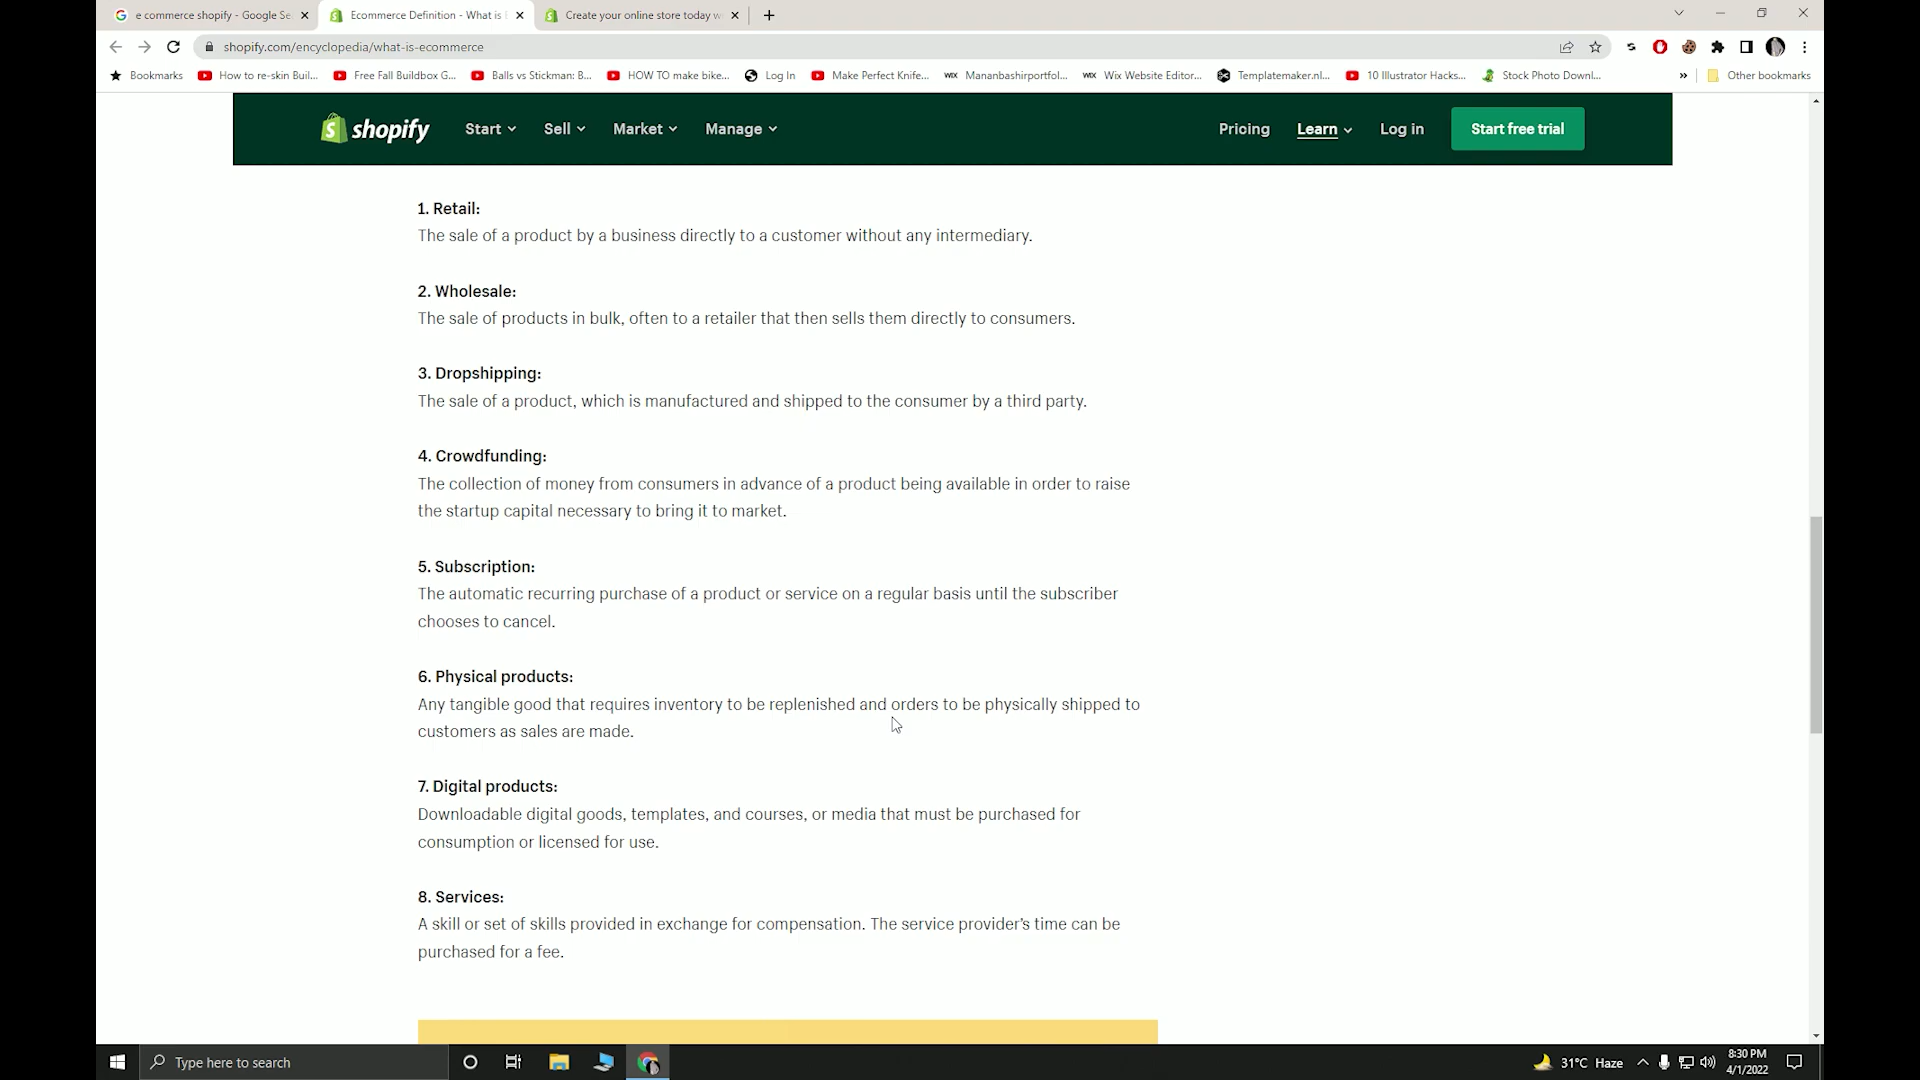 e commerce shopify - Google Se
Ecommerce Definition - What is
Create your online store today w
shopify.com/encyclopedia/what-is-ecommerce
Bookmarks
How to re-skin Buil...
Free Fall Buildbox G...
Balls vs Stickman: B...
HOW TO make bike...
Log In
Make Perfect Knife...
WIX Mananbashirportfol...
WIX Wix Website Editor...
Templatemaker.nl...
10 Illustrator Hacks...
Stock Photo Downl...
»
Other bookmarks
shopify
Start
Sell
Market
Manage
Pricing
Learn
Log in
Start free trial
1. Retail:
The sale of a product by a business directly to a customer without any intermediary.
2. Wholesale:
The sale of products in bulk, often to a retailer that then sells them directly to consumers.
3. Dropshipping:
The sale of a product, which is manufactured and shipped to the consumer by a third party.
4. Crowdfunding:
The collection of money from consumers in advance of a product being available in order to raise
the startup capital necessary to bring it to market.
5. Subscription:
The automatic recurring purchase of a product or service on a regular basis until the subscriber
chooses to cancel.
6. Physical products:
Any tangible good that requires inventory to be replenished and orders to be physically shipped to
customers as sales are made.
7. Digital products:
Downloadable digital goods, templates, and courses, or media that must be purchased for
consumption or licensed for use.
8. Services:
A skill or set of skills provided in exchange for compensation. The service provider's time can be
purchased for a fee.
Type here to search
31°C Haze
8:30 PM
4/1/2022